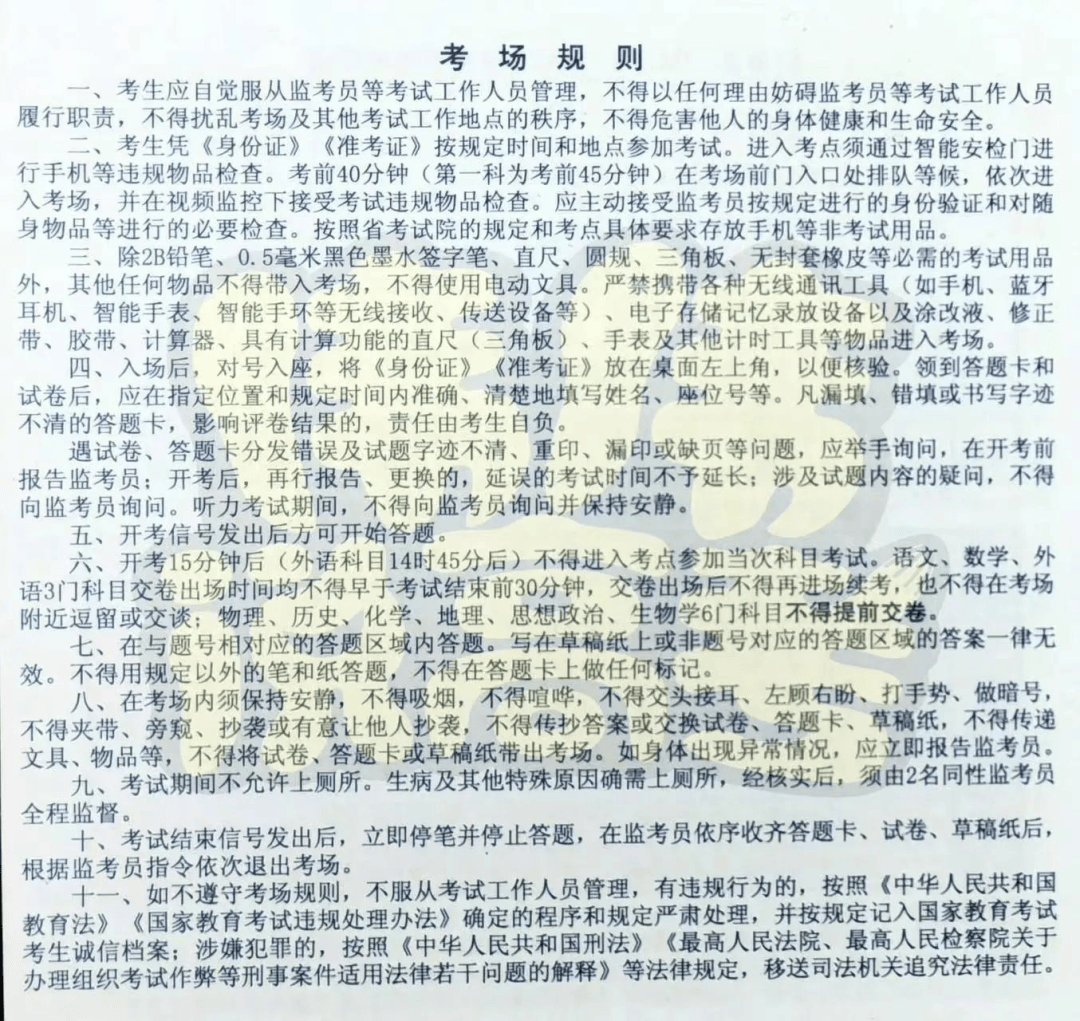 考场规则
一、考生应自觉服从监考员等考试工作人员管理，不得以任何理由妨碍监考员等考试工作人员
履行职责，不得扰乱考场及其他考试工作地点的秩序，不得危害他人的身体健康和生命安全。
二、考生凭《身份证》《准考证》按规定时间和地点参加考试。进入考点须通过智能安检门进
行手机等违规物品检查。考前40分钟（第一科为考前45分钟）在考场前门入口处排队等候，依次进
入考场，并在视频监控下接受考试违规物品检查。应主动接受监考员按规定进行的身份验证和对随
身物品等进行的必要检查。按照省考试院的规定和考点具体要求存放手机等非考试用品。
三、除2B铅笔、0.5毫米黑色墨水签字笔、直尺、圆规、三角板、无封套橡皮等必需的考试用品
外，其他任何物品不得带入考场，不得使用电动文具。严禁携带各种无线通讯工具（如手机、蓝牙
耳机、智能手表、智能手环等无线接收、传送设备等）、电子存储记忆录放设备以及涂改液、修正
带、胶带、计算器、具有计算功能的直尺（三角板）、手表及其他计时工具等物品进入考场。
四、入场后，对号入座，将《身份证》《准考证》放在桌面左上角，以便核验。领到答题卡和
试卷后，应在指定位置和规定时间内准确、清楚地填写姓名、座位号等。凡漏填、错填或书写字迹
不清的答题卡，影响评卷结果的，责任由考生自负。
遇试卷、答题卡分发错误及试题字迹不清、重印、漏印或缺页等问题，应举手询问，在开考前
报告监考员；开考后，再行报告、更换的，延误的考试时间不予延长；涉及试题内容的疑问，不得
向监考员询问。听力考试期间，不得向监考员询问并保持安静。
五、开考信号发出后方可开始答题。
六、开考15分钟后（外语科目14时45分后）不得进入考点参加当次科目考试。语文、数学、外
语3门科目交卷出场时间均不得早于考试结束前30分钟，交卷出场后不得再进场续考，也不得在考场
附近逗留或交谈；物理、历史、化学、地理、思想政治、生物学6门科目不得提前交卷。
七、在与题号相对应的答题区域内答题。写在草稿纸上或非题号对应的答题区域的答案一律无
效。不得用规定以外的笔和纸答题，不得在答题卡上做任何标记。
八、在考场内须保持安静，不得吸烟，不得喧哗，不得交头接耳、左顾右盼、打手势、做暗号，
不得夹带、旁窥、抄袭或有意让他人抄袭，不得传抄答案或交换试卷、答题卡、草稿纸，不得传递
文具、物品等，不得将试卷、答题卡或草稿纸带出考场。如身体出现异常情况，应立即报告监考员。
九、考试期间不允许上厕所。生病及其他特殊原因确需上厕所，经核实后，须由2名同性监考员
全程监督。
十、考试结束信号发出后，立即停笔并停止答题，在监考员依序收齐答题卡、试卷、草稿纸后，
根据监考员指令依次退出考场。
十一、如不遵守考场规则，不服从考试工作人员管理，有违规行为的，按照《中华人民共和国
教育法》《国家教育考试违规处理办法》确定的程序和规定严肃处理，并按规定记入国家教育考试
考生诚信档案；涉嫌犯罪的，按照《中华人民共和国刑法》《最高人民法院、最高人民检察院关于
办理组织考试作弊等刑事案件适用法律若干问题的解释》等法律规定，移送司法机关追究法律责任。